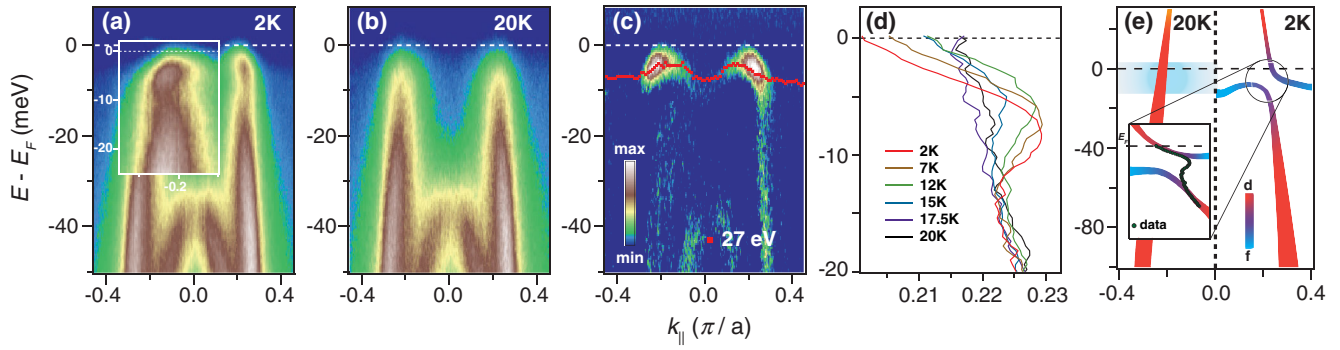 (a) 2K
(b) 20K
(c)
(d)
(e)
20K 2K
E - E_F (meV)
0
-20
-40
0
-10
-20
-0.2
-0.4 0.0 0.4
0
-20
-40
-0.4 0.0 0.4
0
-20
-40
max
min
27 eV
-0.4 0.0 0.4
k|| (π / a)
0
-5
-10
-15
-20
2K
7K
12K
15K
17.5K
20K
0.21 0.22 0.23
0
-40
-80
E_F
data
d
f
-0.4 0.0 0.4